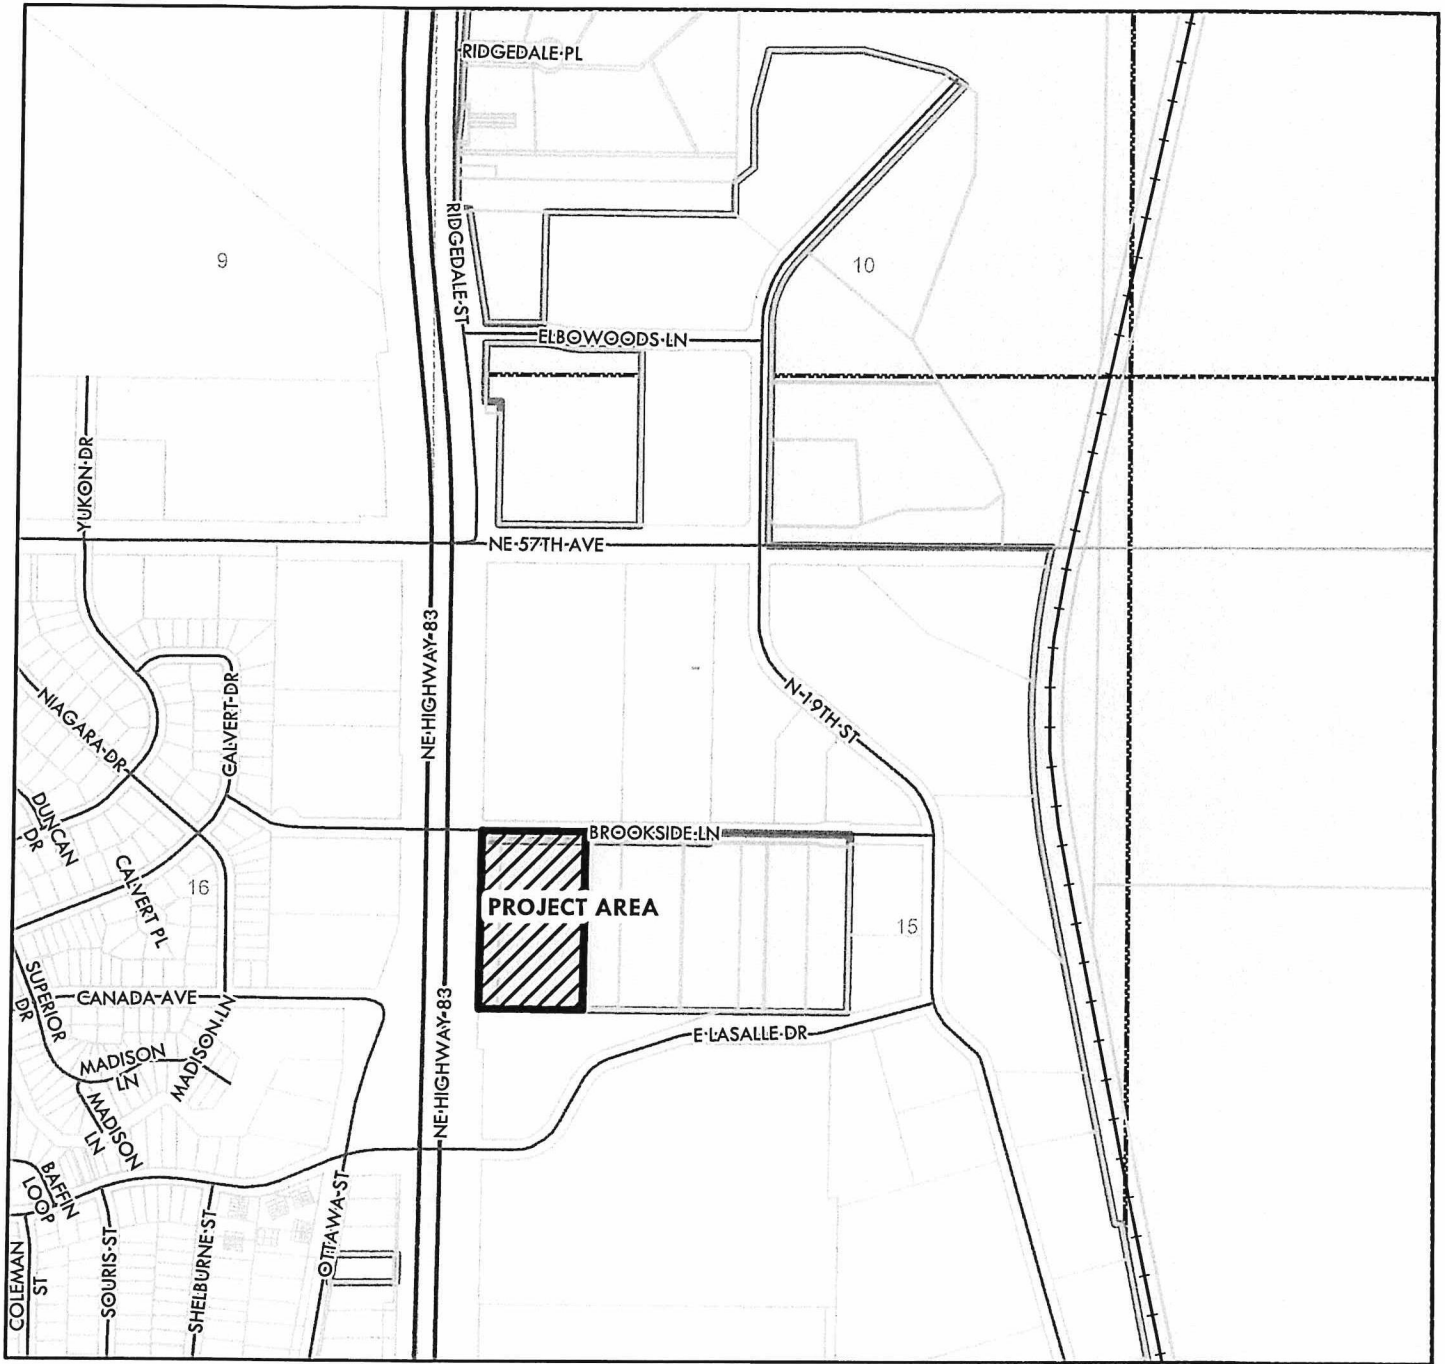 RIDGEDALE PL
9
RIDGEDALE ST
10
ELBOWOODS LN
YUKON DR
NE 57TH AVE
NE HIGHWAY 83
CALVERT DR
NIAGARA DR
N 19TH ST
DUNCAN
DR
BROOKSIDE LN
CALVERT PL
16
PROJECT AREA
15
SUPERIOR
DR
CANADA AVE
MADISON LN
NE HIGHWAY 83
E LASALLE DR
MADISON
LN
MADISON
LN
BAFFIN
LOOP
OTTAWA ST
COLEMAN
ST
SOURIS ST
SHELBURNE ST